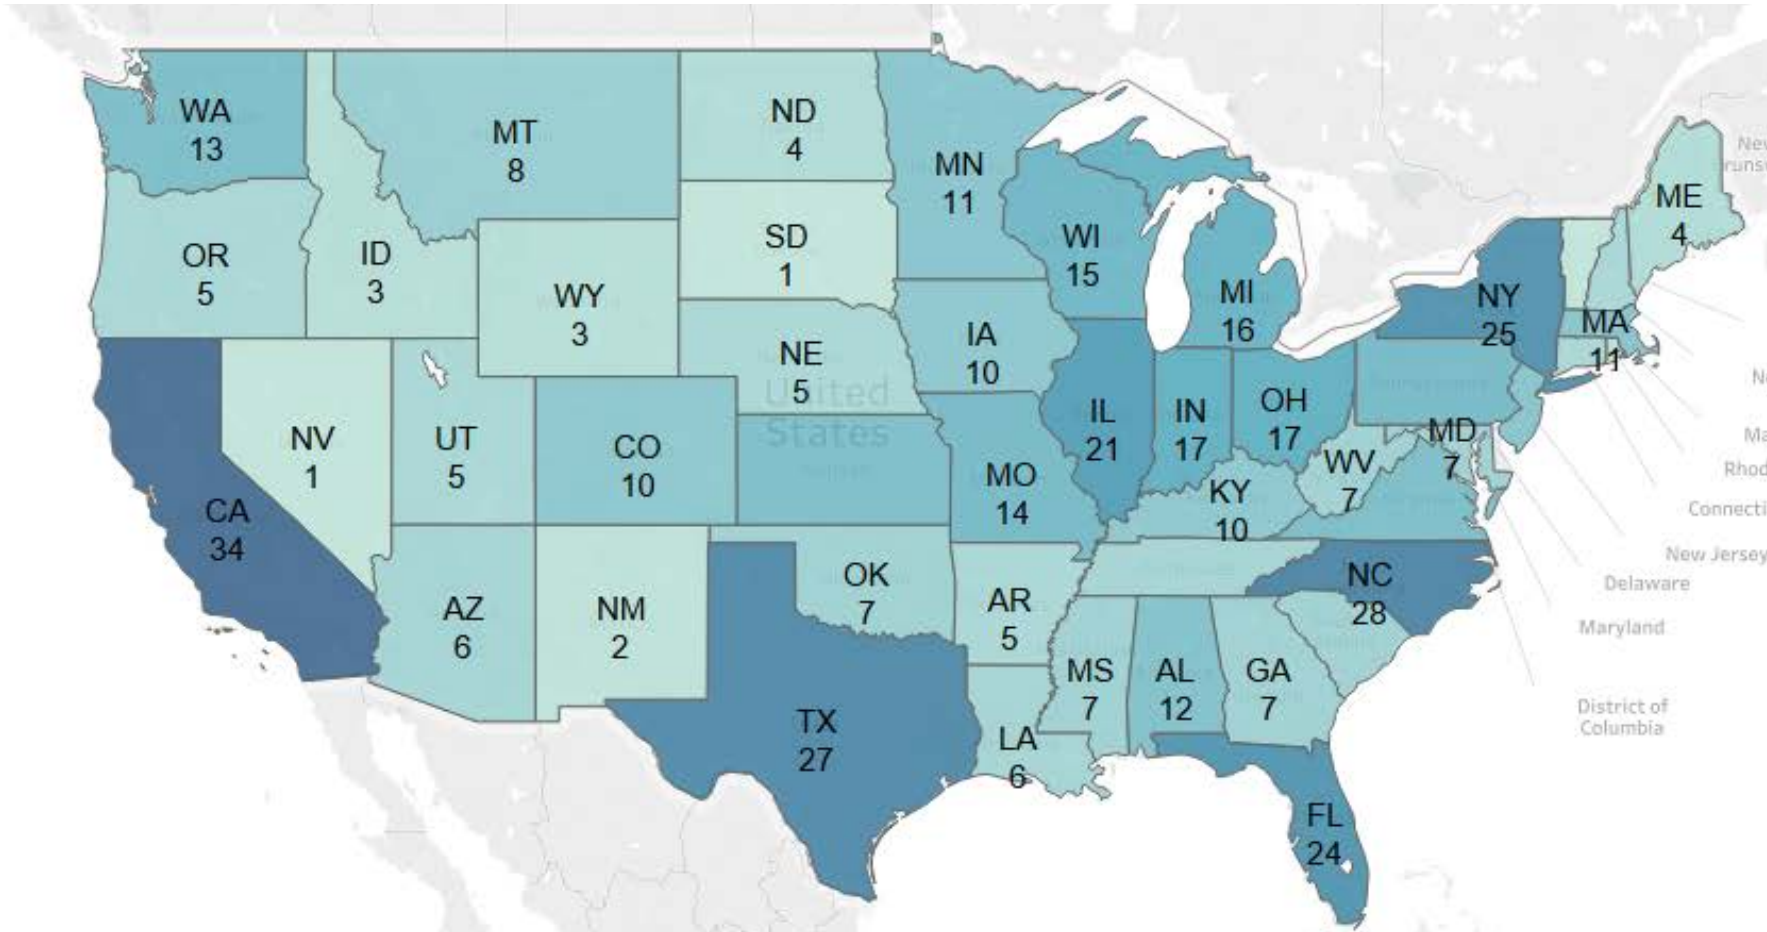 WA
13
MT
8
ND
4
MN
11
ME
4
OR
5
ID
3
WY
3
SD
1
WI
15
MI
16
NY
25
MA
11
NE
5
IA
10
United
States
NV
1
UT
5
CO
10
MO
14
IL
21
IN
17
OH
17
WV
7
MD
7
KY
10
CA
34
AZ
6
NM
2
OK
7
AR
5
NC
28
TX
27
LA
6
MS
7
AL
12
GA
7
FL
24
New
runs
Ma
Rhod
Connecti
New Jersey
Delaware
Maryland
District of
Columbia